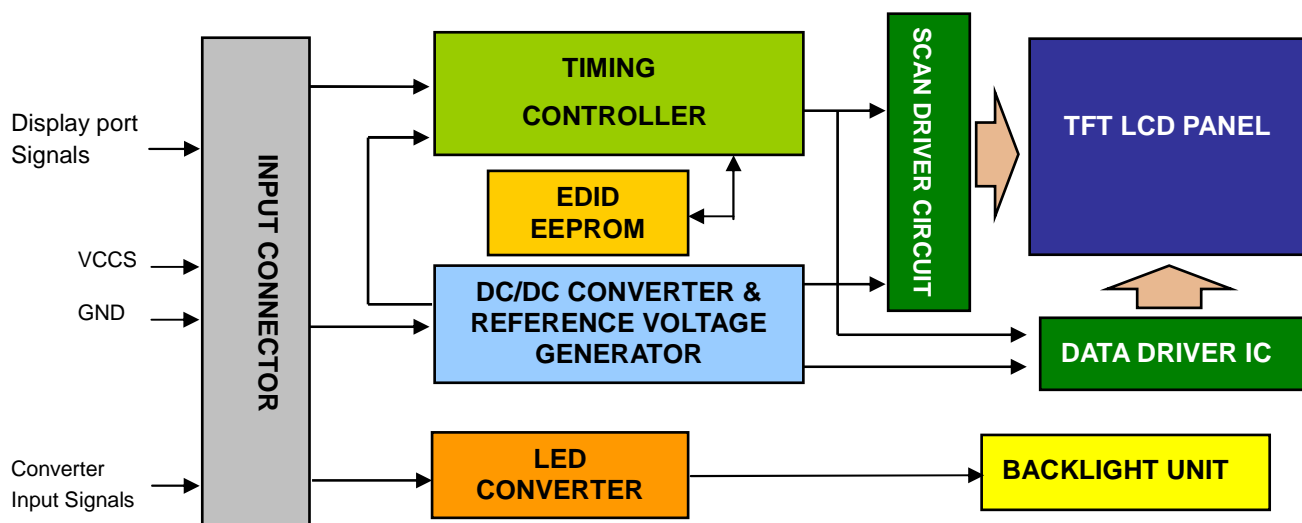 Display port
Signals
VCCS
GND
Converter
Input Signals
INPUT CONNECTOR
TIMING
CONTROLLER
EDID
EEPROM
DC/DC CONVERTER &
REFERENCE VOLTAGE
GENERATOR
LED
CONVERTER
SCAN DRIVER CIRCUIT
TFT LCD PANEL
DATA DRIVER IC
BACKLIGHT UNIT